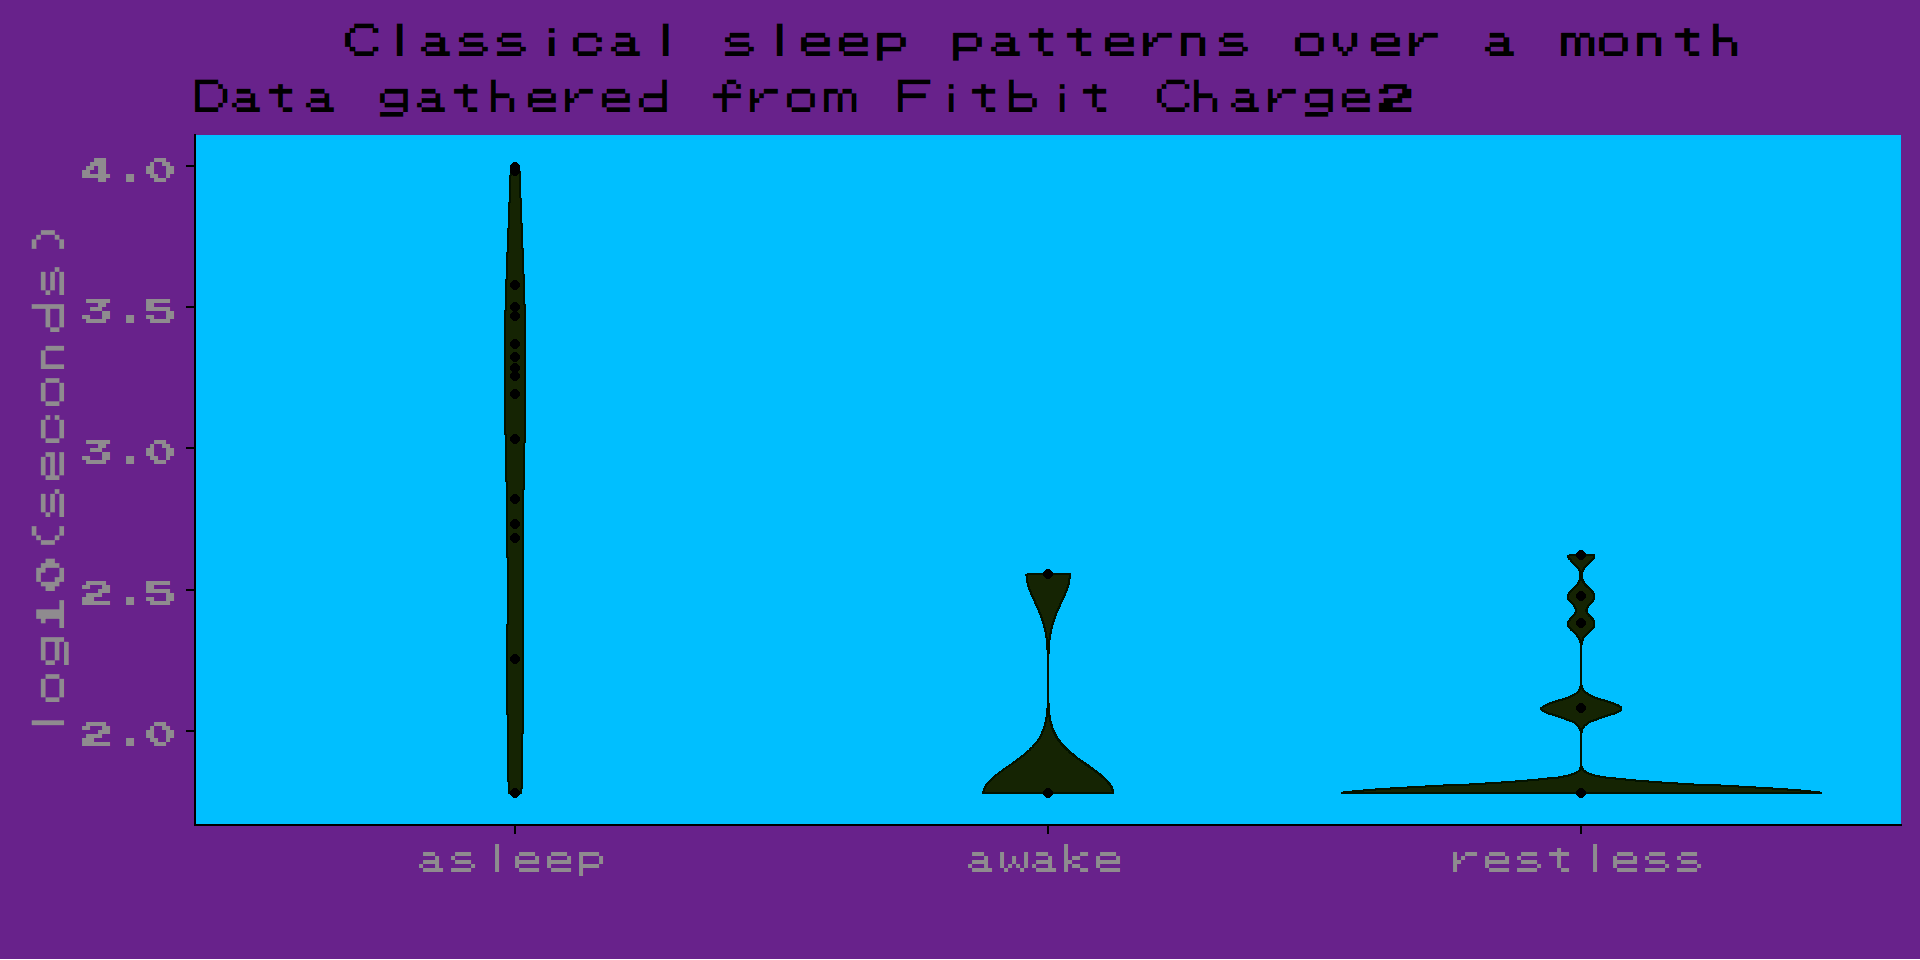 Classical sleep patterns over a month
Data gathered from Fitbit Charge2
log10(seconds)
4.0
3.5
3.0
2.5
2.0
asleep
awake
restless